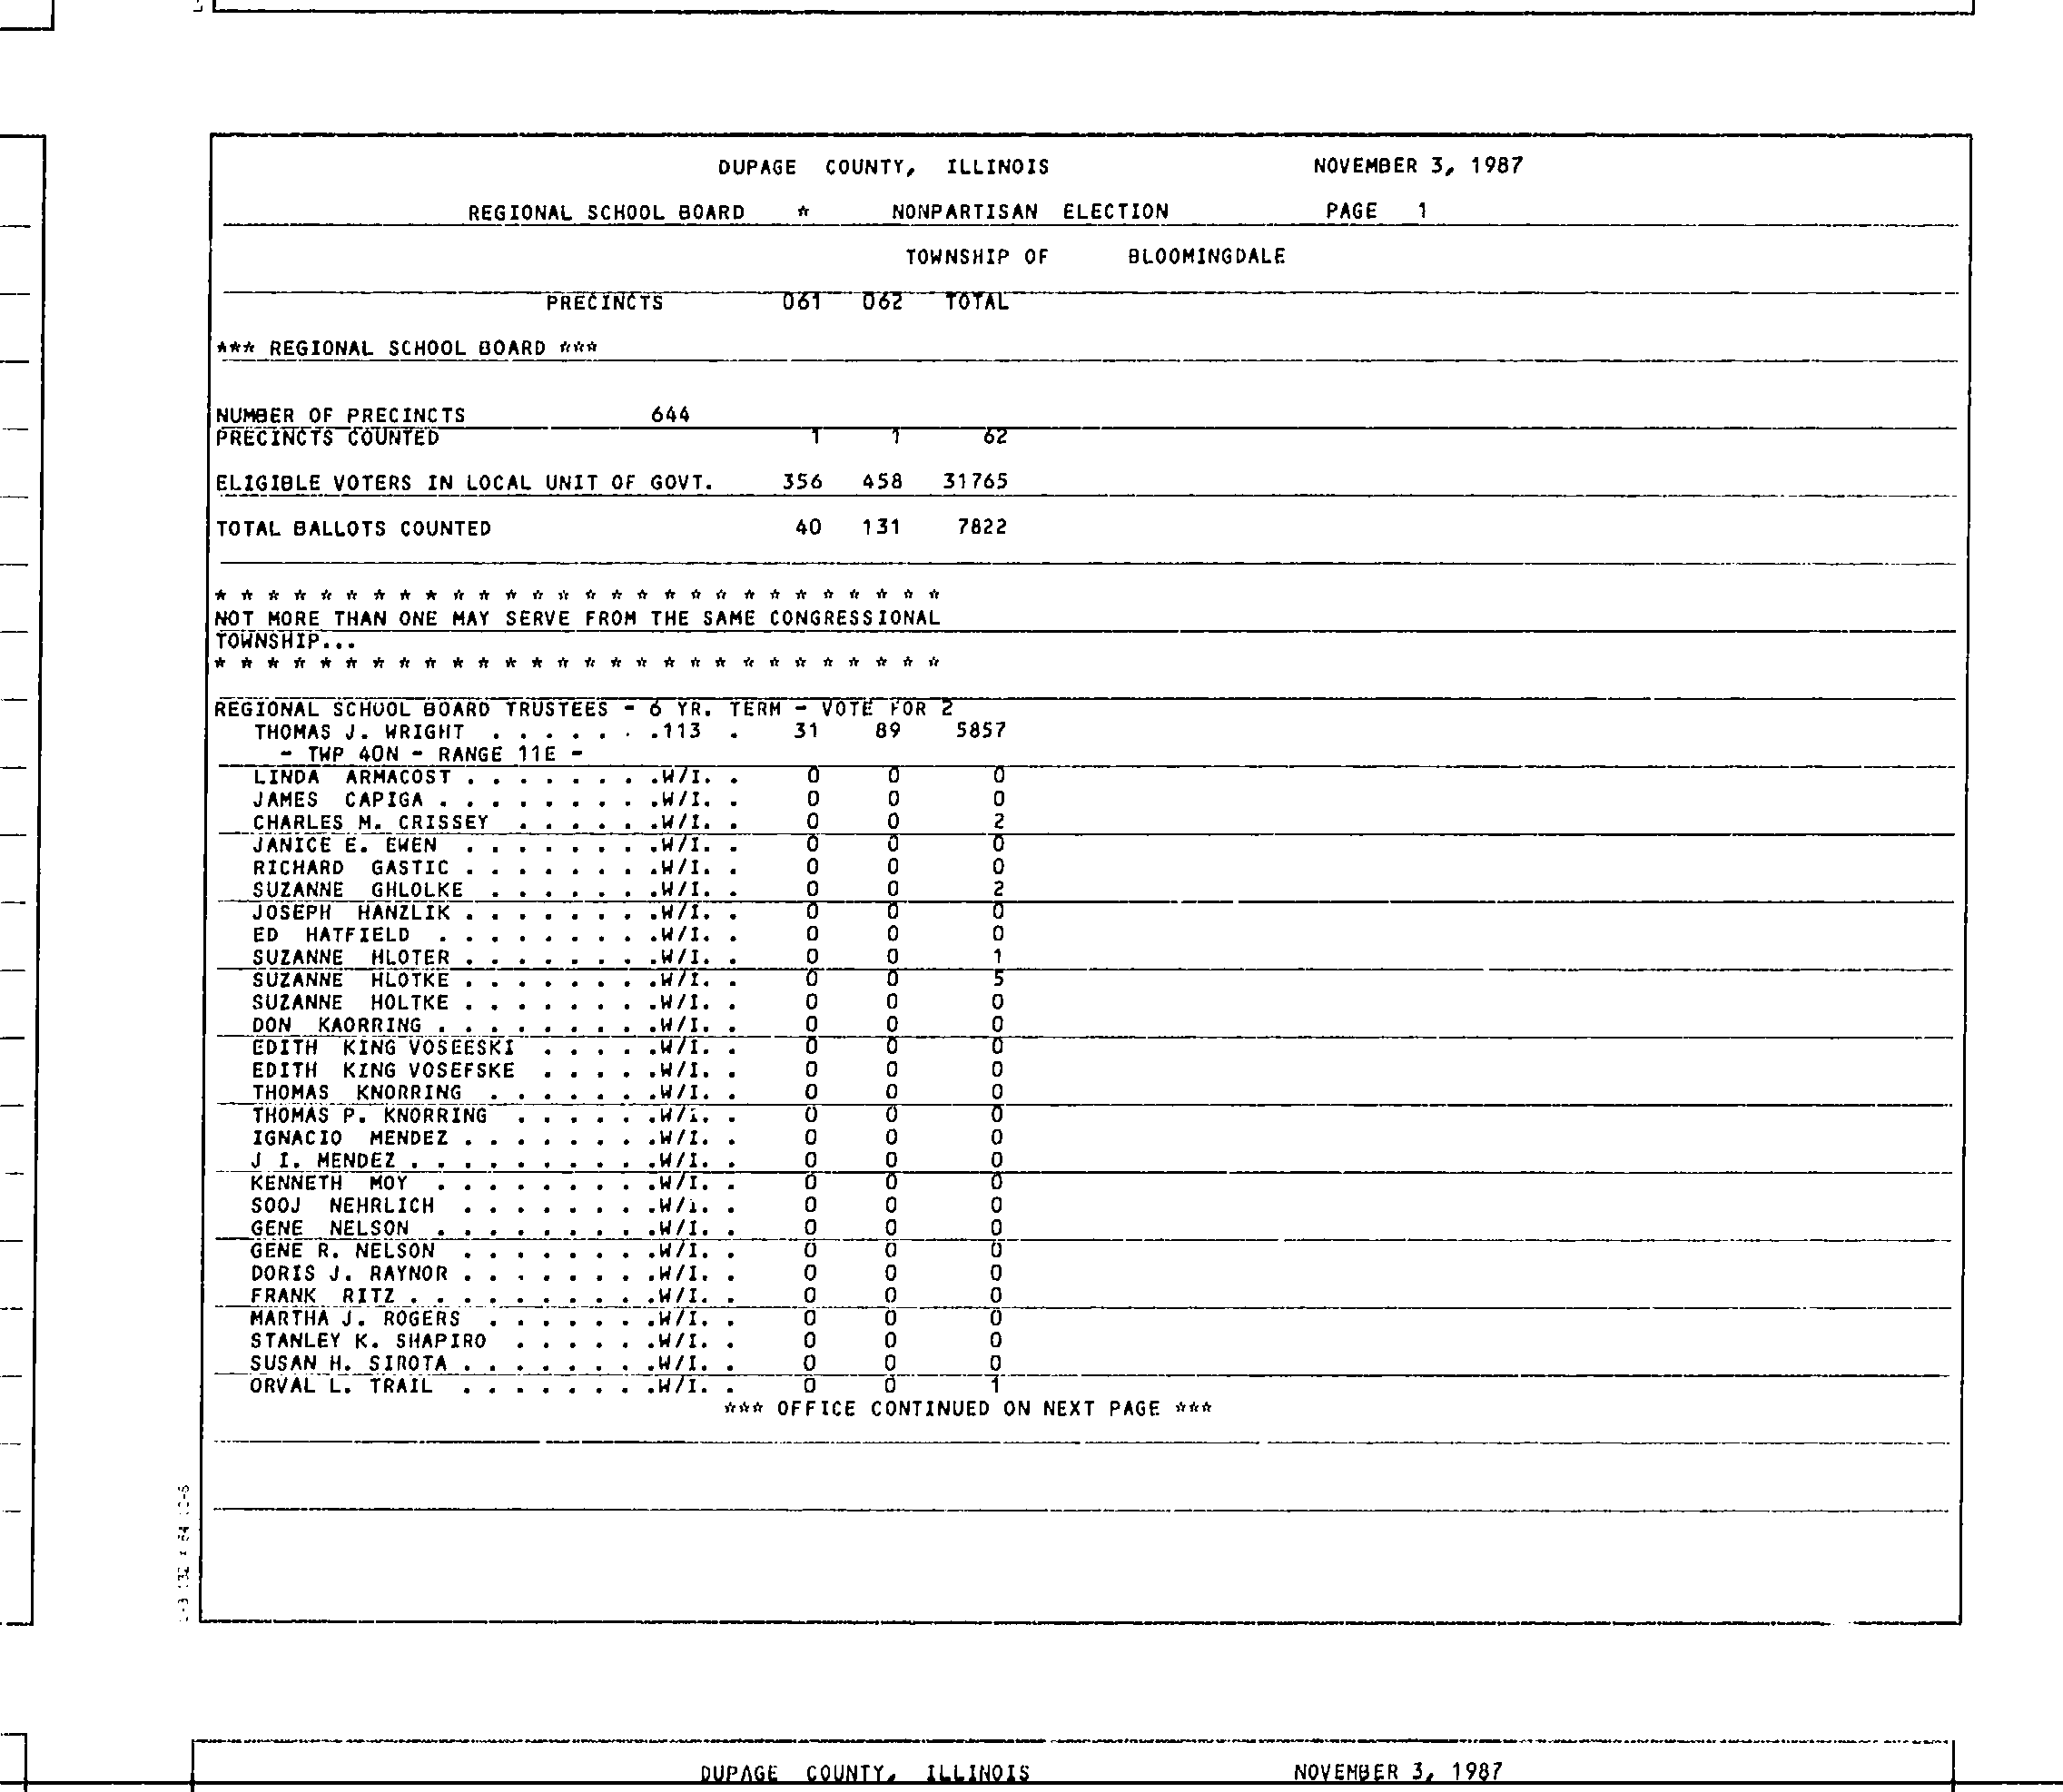 DUPAGE COUNTY, ILLINOIS NOVEMBER 3, 1987
REGIONAL SCHOOL BOARD * NONPARTISAN ELECTION PAGE 1
TOWNSHIP OF BLOOMINGDALE
PRECINCTS 061 062 TOTAL
*** REGIONAL SCHOOL BOARD ***
NUMBER OF PRECINCTS 644
PRECINCTS COUNTED 1 1 62
ELIGIBLE VOTERS IN LOCAL UNIT OF GOVT. 356 458 31765
TOTAL BALLOTS COUNTED 40 131 7822
* * * * * * * * * * * * * * * * * * * * * * * * * * * *
NOT MORE THAN ONE MAY SERVE FROM THE SAME CONGRESSIONAL
TOWNSHIP...
* * * * * * * * * * * * * * * * * * * * * * * * * * * *
REGIONAL SCHOOL BOARD TRUSTEES - 6 YR. TERM - VOTE FOR 2
THOMAS J. WRIGHT . . . . . . .113 . 31 89 5857
- TWP 40N - RANGE 11E -
LINDA ARMACOST . . . . . . . .W/I. . 0 0 0
JAMES CAPIGA . . . . . . . . .W/I. . 0 0 0
CHARLES M. CRISSEY . . . . . .W/I. . 0 0 2
JANICE E. EWEN . . . . . . . .W/I. . 0 0 0
RICHARD GASTIC . . . . . . . .W/I. . 0 0 0
SUZANNE GHLOLKE . . . . . . .W/I. . 0 0 2
JOSEPH HANZLIK . . . . . . . .W/I. . 0 0 0
ED HATFIELD . . . . . . . . .W/I. . 0 0 0
SUZANNE HLOTER . . . . . . . .W/I. . 0 0 1
SUZANNE HLOTKE . . . . . . . .W/I. . 0 0 5
SUZANNE HOLTKE . . . . . . . .W/I. . 0 0 0
DON KAORRING . . . . . . . . .W/I. . 0 0 0
EDITH KING VOSEESKI . . . . .W/I. . 0 0 0
EDITH KING VOSEFSKE . . . . .W/I. . 0 0 0
THOMAS KNORRING . . . . . . .W/I. . 0 0 0
THOMAS P. KNORRING . . . . . .W/I. . 0 0 0
IGNACIO MENDEZ . . . . . . . .W/I. . 0 0 0
J I. MENDEZ . . . . . . . . . .W/I. . 0 0 0
KENNETH MOY . . . . . . . . .W/I. . 0 0 0
SOOJ NEHRLICH . . . . . . . .W/I. . 0 0 0
GENE NELSON . . . . . . . . .W/I. . 0 0 0
GENE R. NELSON . . . . . . . .W/I. . 0 0 0
DORIS J. RAYNOR . . . . . . . .W/I. . 0 0 0
FRANK RITZ . . . . . . . . . .W/I. . 0 0 0
MARTHA J. ROGERS . . . . . . .W/I. . 0 0 0
STANLEY K. SHAPIRO . . . . . .W/I. . 0 0 0
SUSAN H. SIROTA . . . . . . . .W/I. . 0 0 0
ORVAL L. TRAIL . . . . . . . .W/I. . 0 0 1
*** OFFICE CONTINUED ON NEXT PAGE ***
DUPAGE COUNTY, ILLINOIS NOVEMBER 3, 1987